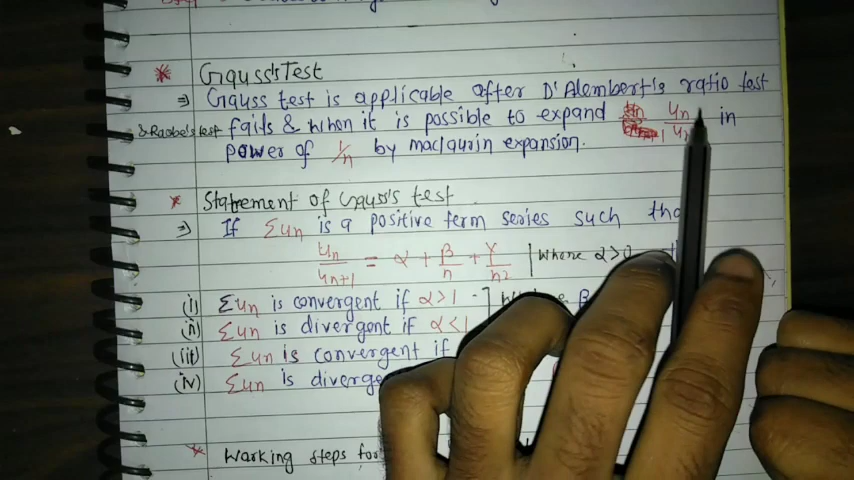 * Gauss's Test
⇒ Gauss test is applicable after D'Alembert's ratio test
& Raobe's test fails & when it is possible to expand un/un in
power of 1/n by maclaurin expansion.
* Statement of Gauss's test
⇒ If Σun is a positive term series such tha
un/un+1 = α + β/n + γ/n2 | where α>0
(i) Σun is convergent if α>1
(ii) Σun is divergent if α<1
(iii) Σun is convergent if
(iv) Σun is diverge
* Working steps for